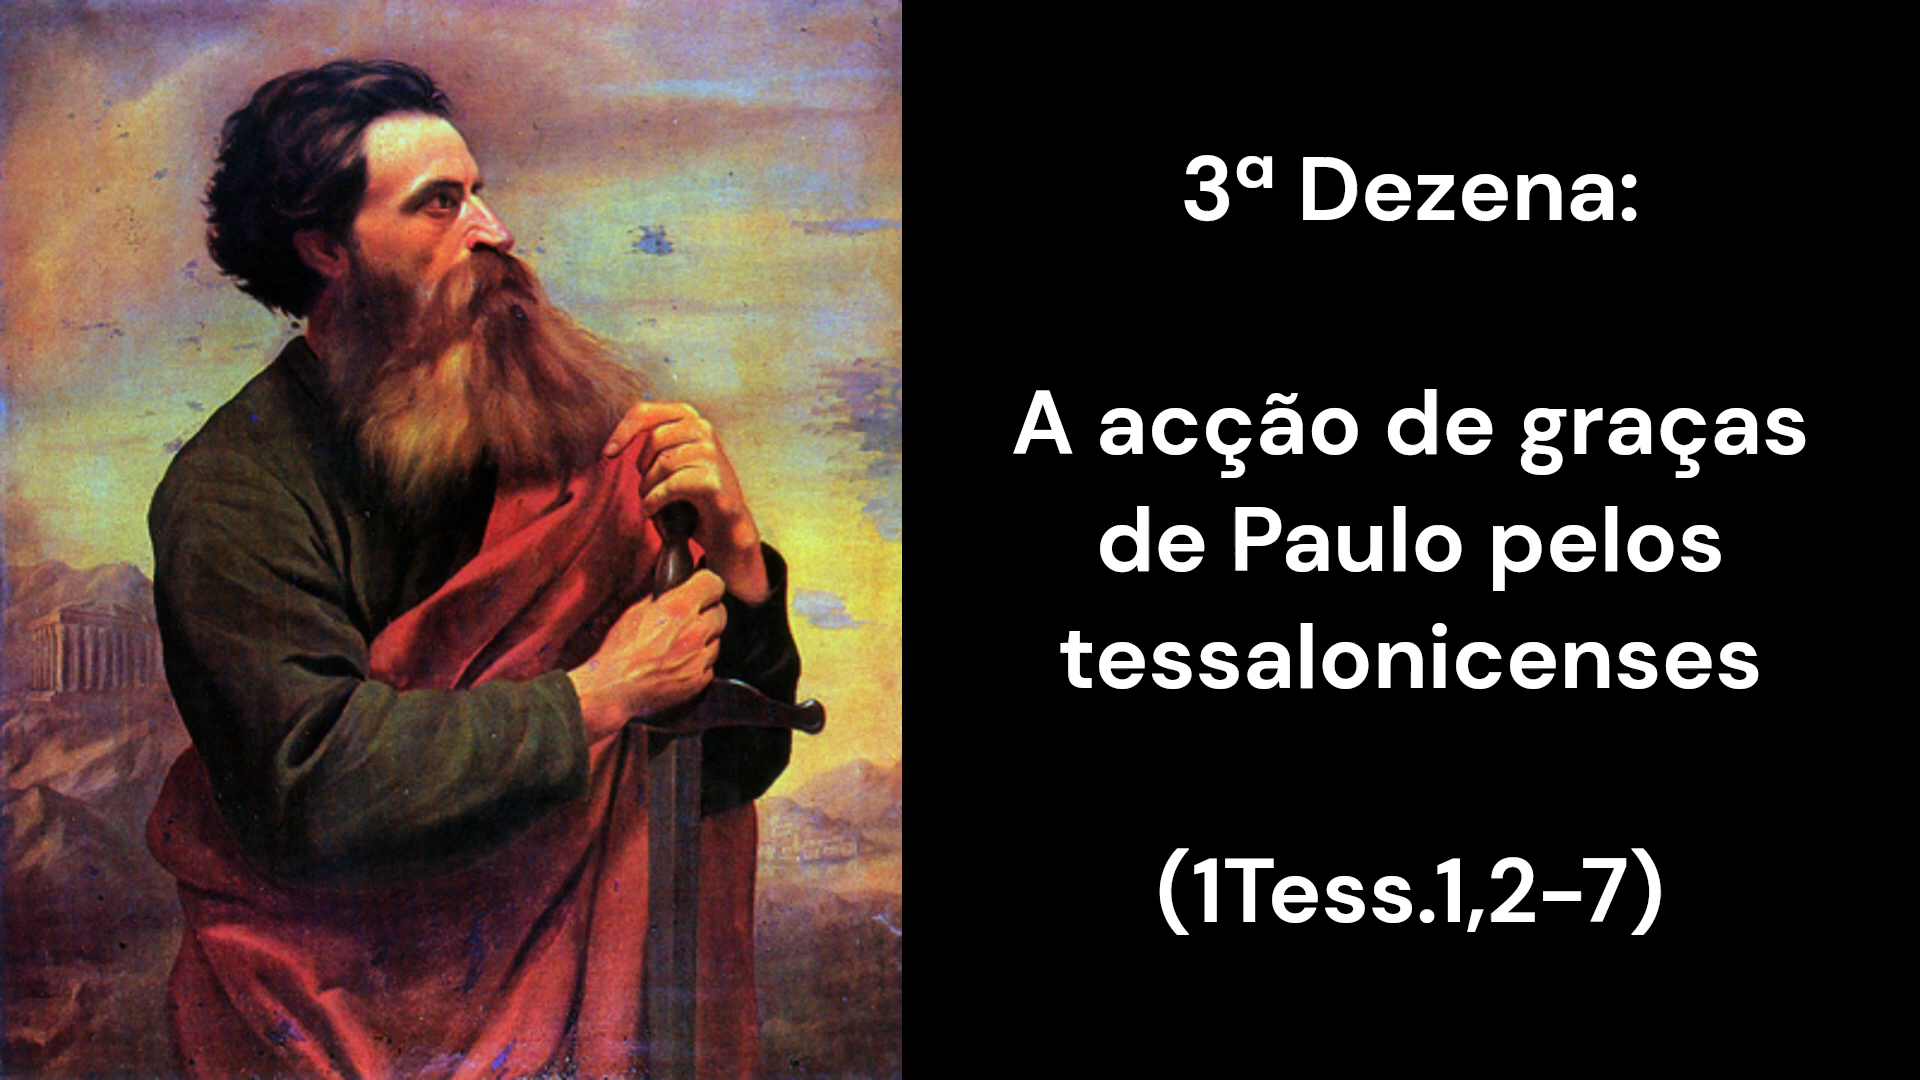 3ª Dezena:
A acção de graças
de Paulo pelos
tessalonicenses
(1Tess.1,2-7)